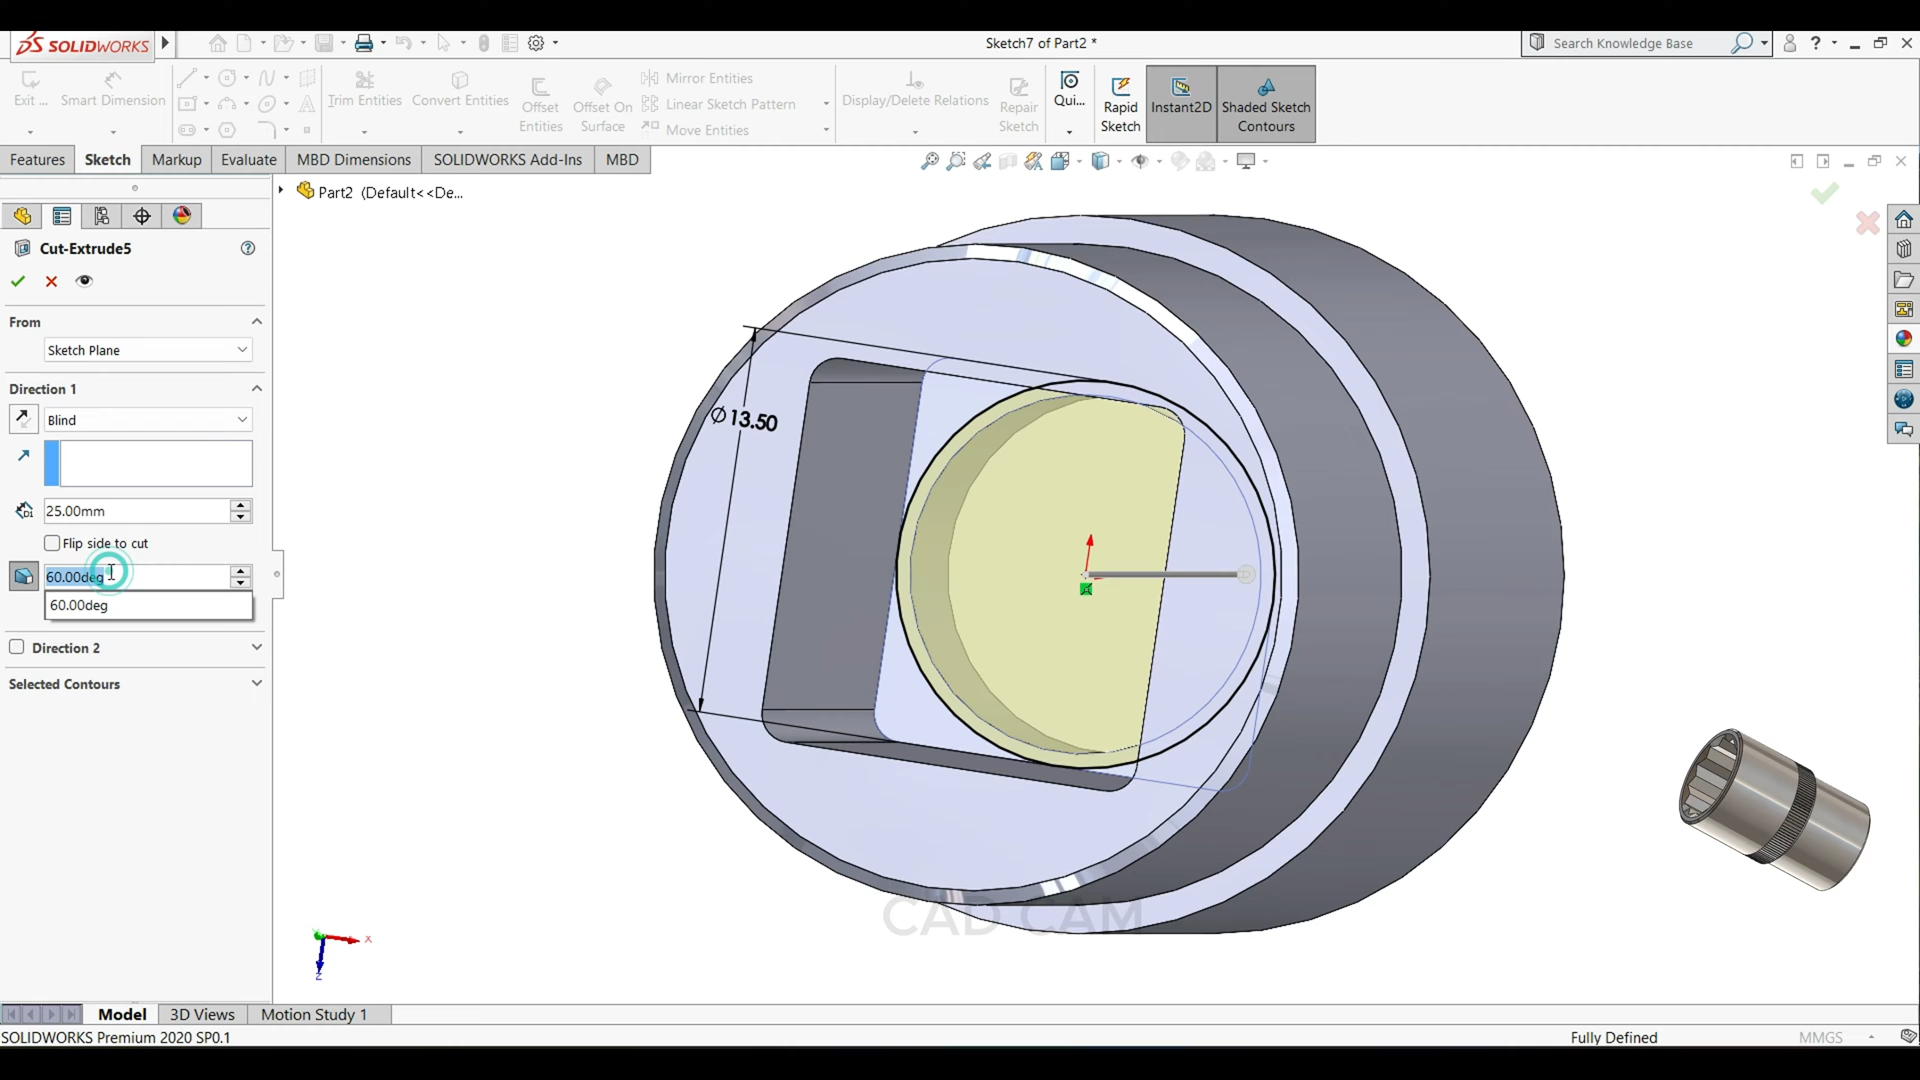 SOLIDWORKS
Sketch7 of Part2 *
Search Knowledge Base
?
Exit ...
Smart Dimension
Trim Entities
Convert Entities
Offset Entities
Offset On Surface
Mirror Entities
Linear Sketch Pattern
Move Entities
Display/Delete Relations
Repair Sketch
Qui...
Rapid Sketch
Instant2D
Shaded Sketch Contours
Features
Sketch
Markup
Evaluate
MBD Dimensions
SOLIDWORKS Add-Ins
MBD
Part2 (Default<<De...
Cut-Extrude5
From
Sketch Plane
Direction 1
Blind
25.00mm
Flip side to cut
60.00deg
60.00deg
Direction 2
Selected Contours
Ø13.50
CAD CAM
X
Z
Model
3D Views
Motion Study 1
SOLIDWORKS Premium 2020 SP0.1
Fully Defined
MMGS